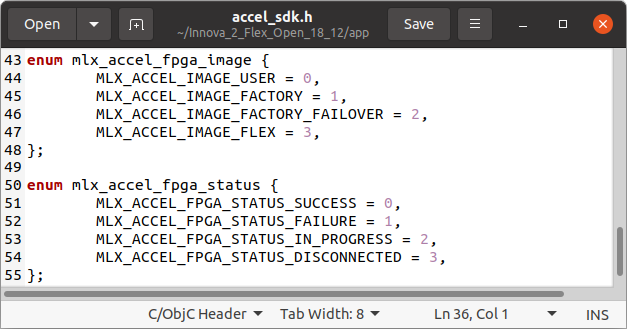 Open
accel_sdk.h
~/Innova_2_Flex_Open_18_12/app
Save
43 enum mlx_accel_fpga_image {
44         MLX_ACCEL_IMAGE_USER = 0,
45         MLX_ACCEL_IMAGE_FACTORY = 1,
46         MLX_ACCEL_IMAGE_FACTORY_FAILOVER = 2,
47         MLX_ACCEL_IMAGE_FLEX = 3,
48 };
49
50 enum mlx_accel_fpga_status {
51         MLX_ACCEL_FPGA_STATUS_SUCCESS = 0,
52         MLX_ACCEL_FPGA_STATUS_FAILURE = 1,
53         MLX_ACCEL_FPGA_STATUS_IN_PROGRESS = 2,
54         MLX_ACCEL_FPGA_STATUS_DISCONNECTED = 3,
55 };
C/ObjC Header Tab Width: 8 Ln 36, Col 1 INS